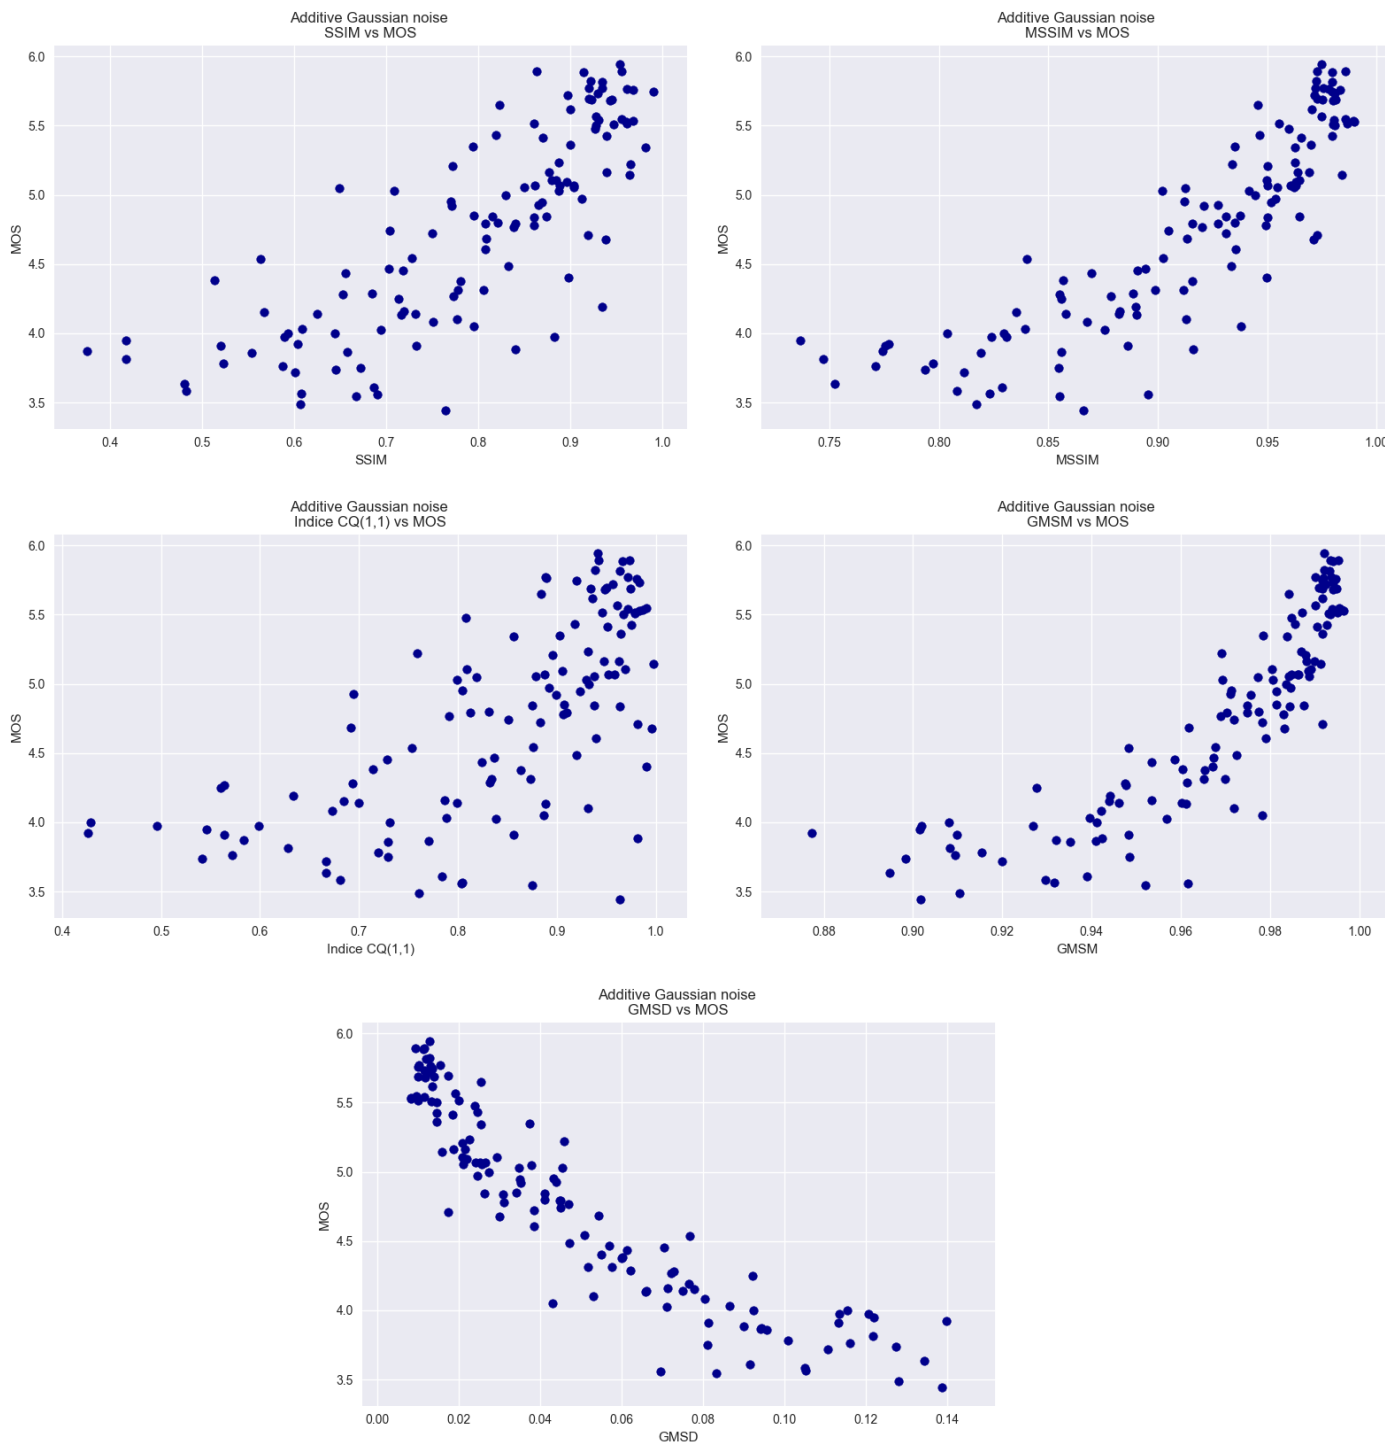 Additive Gaussian noise
SSIM vs MOS
6.0
5.5
5.0
4.5
4.0
3.5
MOS
0.4 0.5 0.6 0.7 0.8 0.9 1.0
SSIM
Additive Gaussian noise
MSSIM vs MOS
6.0
5.5
5.0
4.5
4.0
3.5
MOS
0.75 0.80 0.85 0.90 0.95 1.00
MSSIM
Additive Gaussian noise
Indice CQ(1,1) vs MOS
6.0
5.5
5.0
4.5
4.0
3.5
MOS
0.4 0.5 0.6 0.7 0.8 0.9 1.0
Indice CQ(1,1)
Additive Gaussian noise
GMSM vs MOS
6.0
5.5
5.0
4.5
4.0
3.5
MOS
0.88 0.90 0.92 0.94 0.96 0.98 1.00
GMSM
Additive Gaussian noise
GMSD vs MOS
6.0
5.5
5.0
4.5
4.0
3.5
MOS
0.00 0.02 0.04 0.06 0.08 0.10 0.12 0.14
GMSD